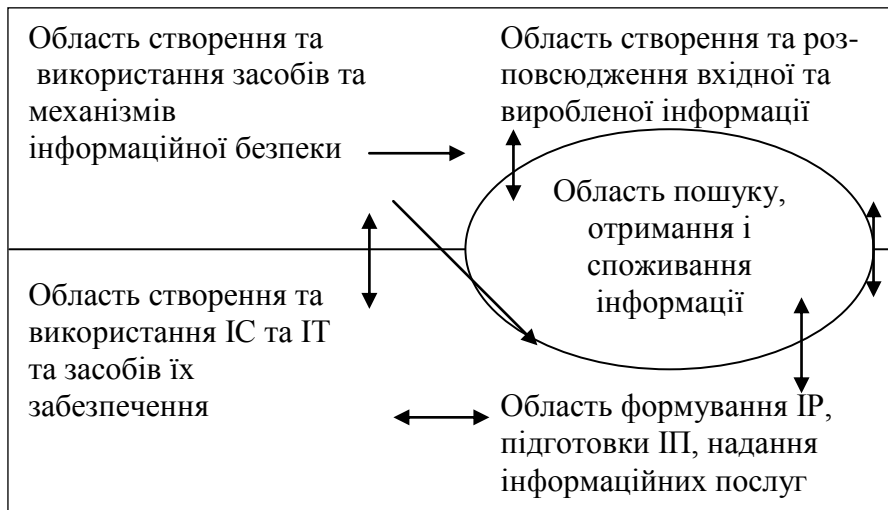 Область створення та
використання засобів та
механізмів
інформаційної безпеки
Область створення та роз-
повсюдження вхідної та
виробленої інформації
Область пошуку,
отримання і
споживання
інформації
Область створення та
використання ІС та ІТ
та засобів їх
забезпечення
Область формування ІР,
підготовки ІП, надання
інформаційних послуг